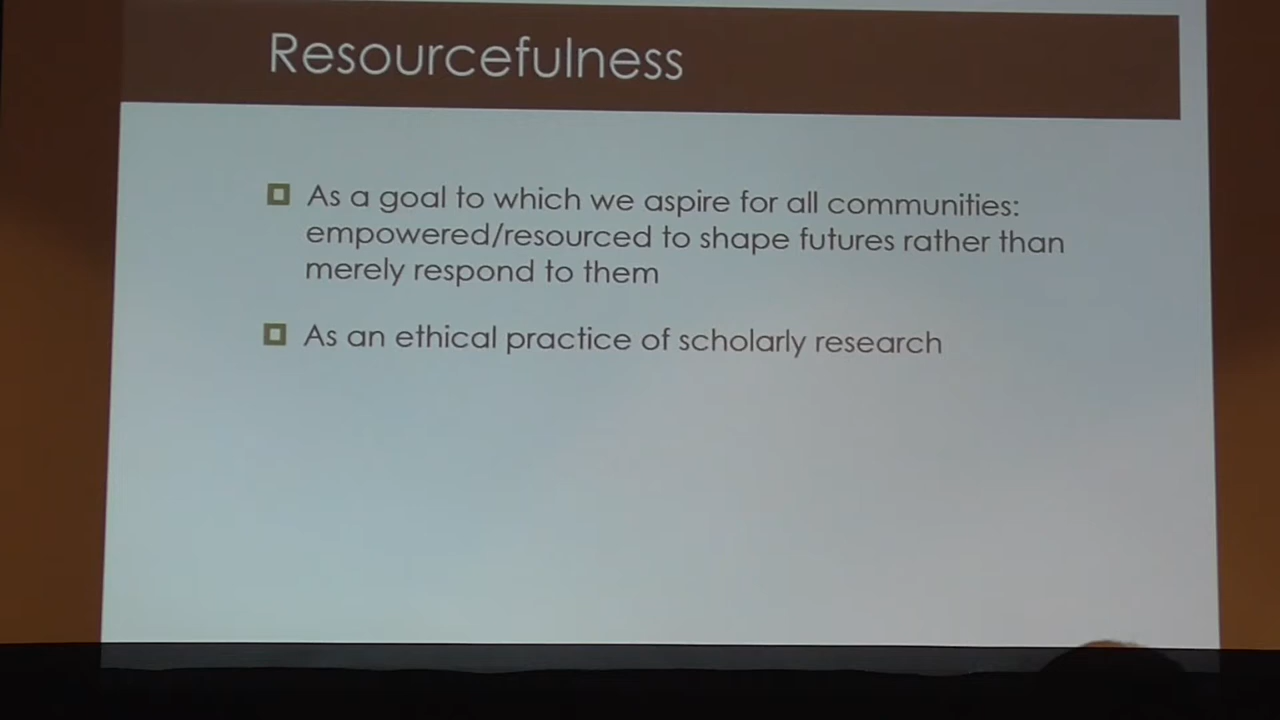 Resourcefulness
As a goal to which we aspire for all communities:
empowered/resourced to shape futures rather than
merely respond to them
As an ethical practice of scholarly research